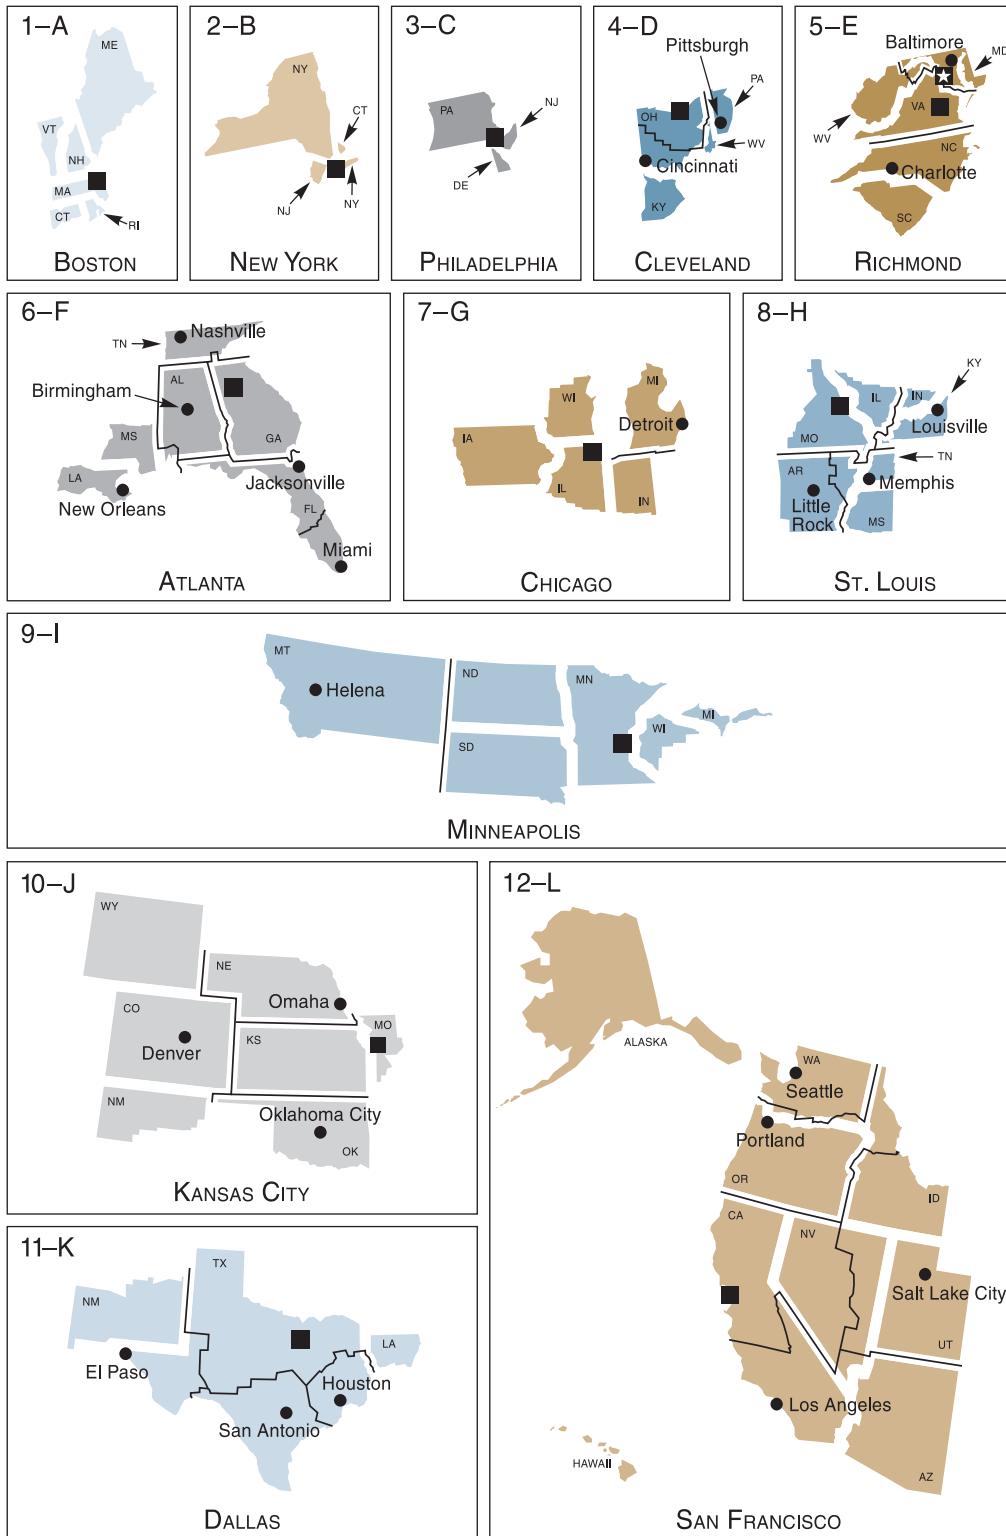 1–A
ME
VT
NH
MA
CT
RI
BOSTON
2–B
NY
CT
NJ
NY
NEW YORK
3–C
PA
NJ
DE
PHILADELPHIA
4–D
Pittsburgh
PA
OH
WV
Cincinnati
KY
CLEVELAND
5–E
Baltimore
MD
VA
WV
NC
Charlotte
SC
RICHMOND
6–F
Nashville
TN
AL
Birmingham
MS
GA
LA
Jacksonville
New Orleans
FL
Miami
ATLANTA
7–G
MI
WI
Detroit
IA
IL
IN
CHICAGO
8–H
KY
IL
IN
Louisville
MO
TN
AR
Memphis
Little
Rock
MS
ST. LOUIS
9–I
MT
ND
MN
Helena
MI
WI
SD
MINNEAPOLIS
10–J
WY
NE
Omaha
CO
MO
KS
Denver
NM
Oklahoma City
OK
KANSAS CITY
11–K
TX
NM
LA
El Paso
Houston
San Antonio
DALLAS
12–L
ALASKA
WA
Seattle
Portland
OR
ID
CA
NV
Salt Lake City
UT
Los Angeles
HAWAII
AZ
SAN FRANCISCO